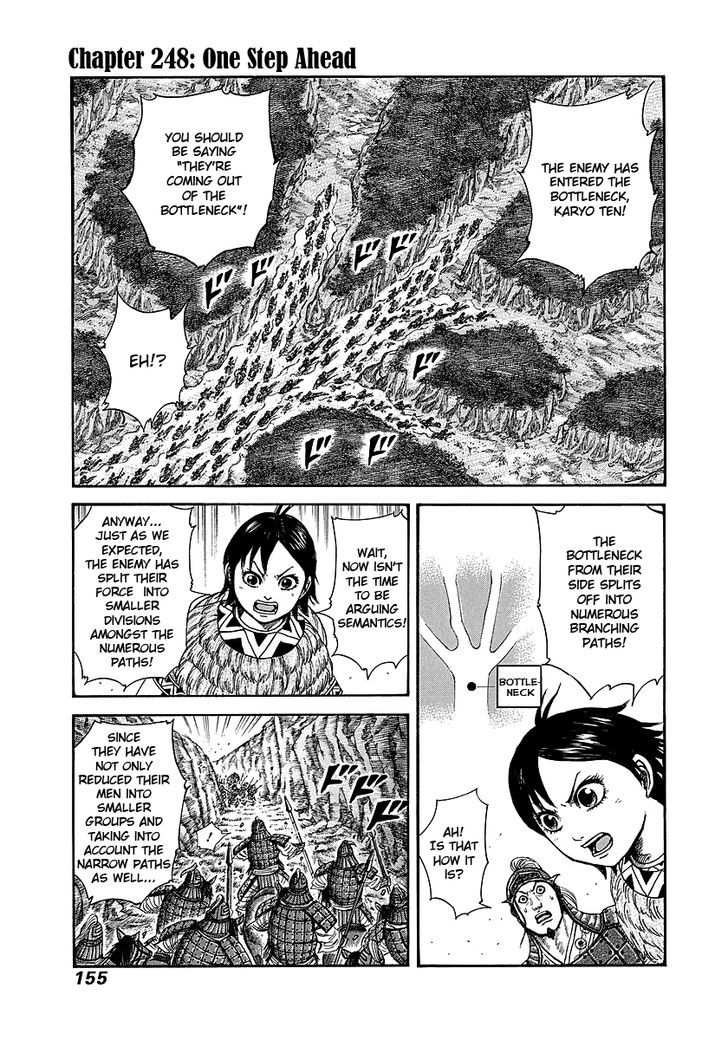 Chapter 248: One Step Ahead
THE ENEMY HAS
ENTERED THE
BOTTLENECK,
KARYO TEN!
YOU SHOULD
BE SAYING
"THEY'RE
COMING OUT
OF THE
BOTTLENECK"!
EH!?
ドド
ドド
ドド
ドド
THE
BOTTLENECK
FROM THEIR
SIDE SPLITS
OFF INTO
NUMEROUS
BRANCHING
PATHS!
BOTTLE-
NECK
AH!
IS THAT
HOW IT
IS?
WAIT,
NOW ISN'T
THE TIME
TO BE
ARGUING
SEMANTICS!
ANYWAY...
JUST AS WE
EXPECTED,
THE ENEMY HAS
SPLIT THEIR
FORCE INTO
SMALLER
DIVISIONS
AMONGST THE
NUMEROUS
PATHS!
SINCE
THEY HAVE
NOT ONLY
REDUCED THEIR
MEN INTO
SMALLER
GROUPS AND
TAKING INTO
ACCOUNT THE
NARROW PATHS
AS WELL...
!
ドドド
155